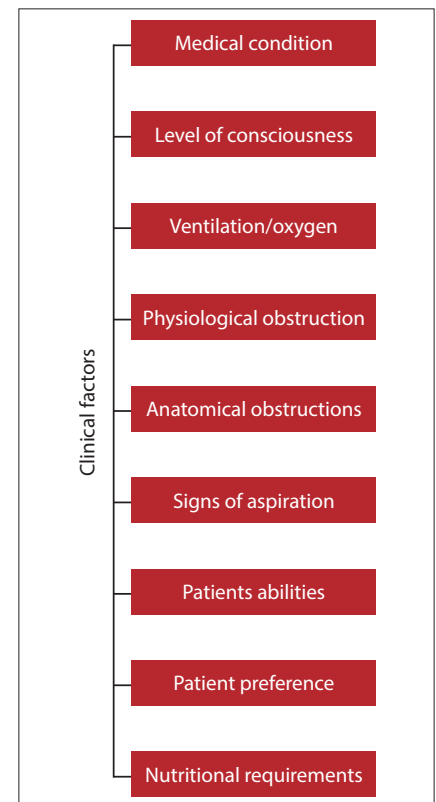 Clinical factors
Medical condition
Level of consciousness
Ventilation/oxygen
Physiological obstruction
Anatomical obstructions
Signs of aspiration
Patients abilities
Patient preference
Nutritional requirements